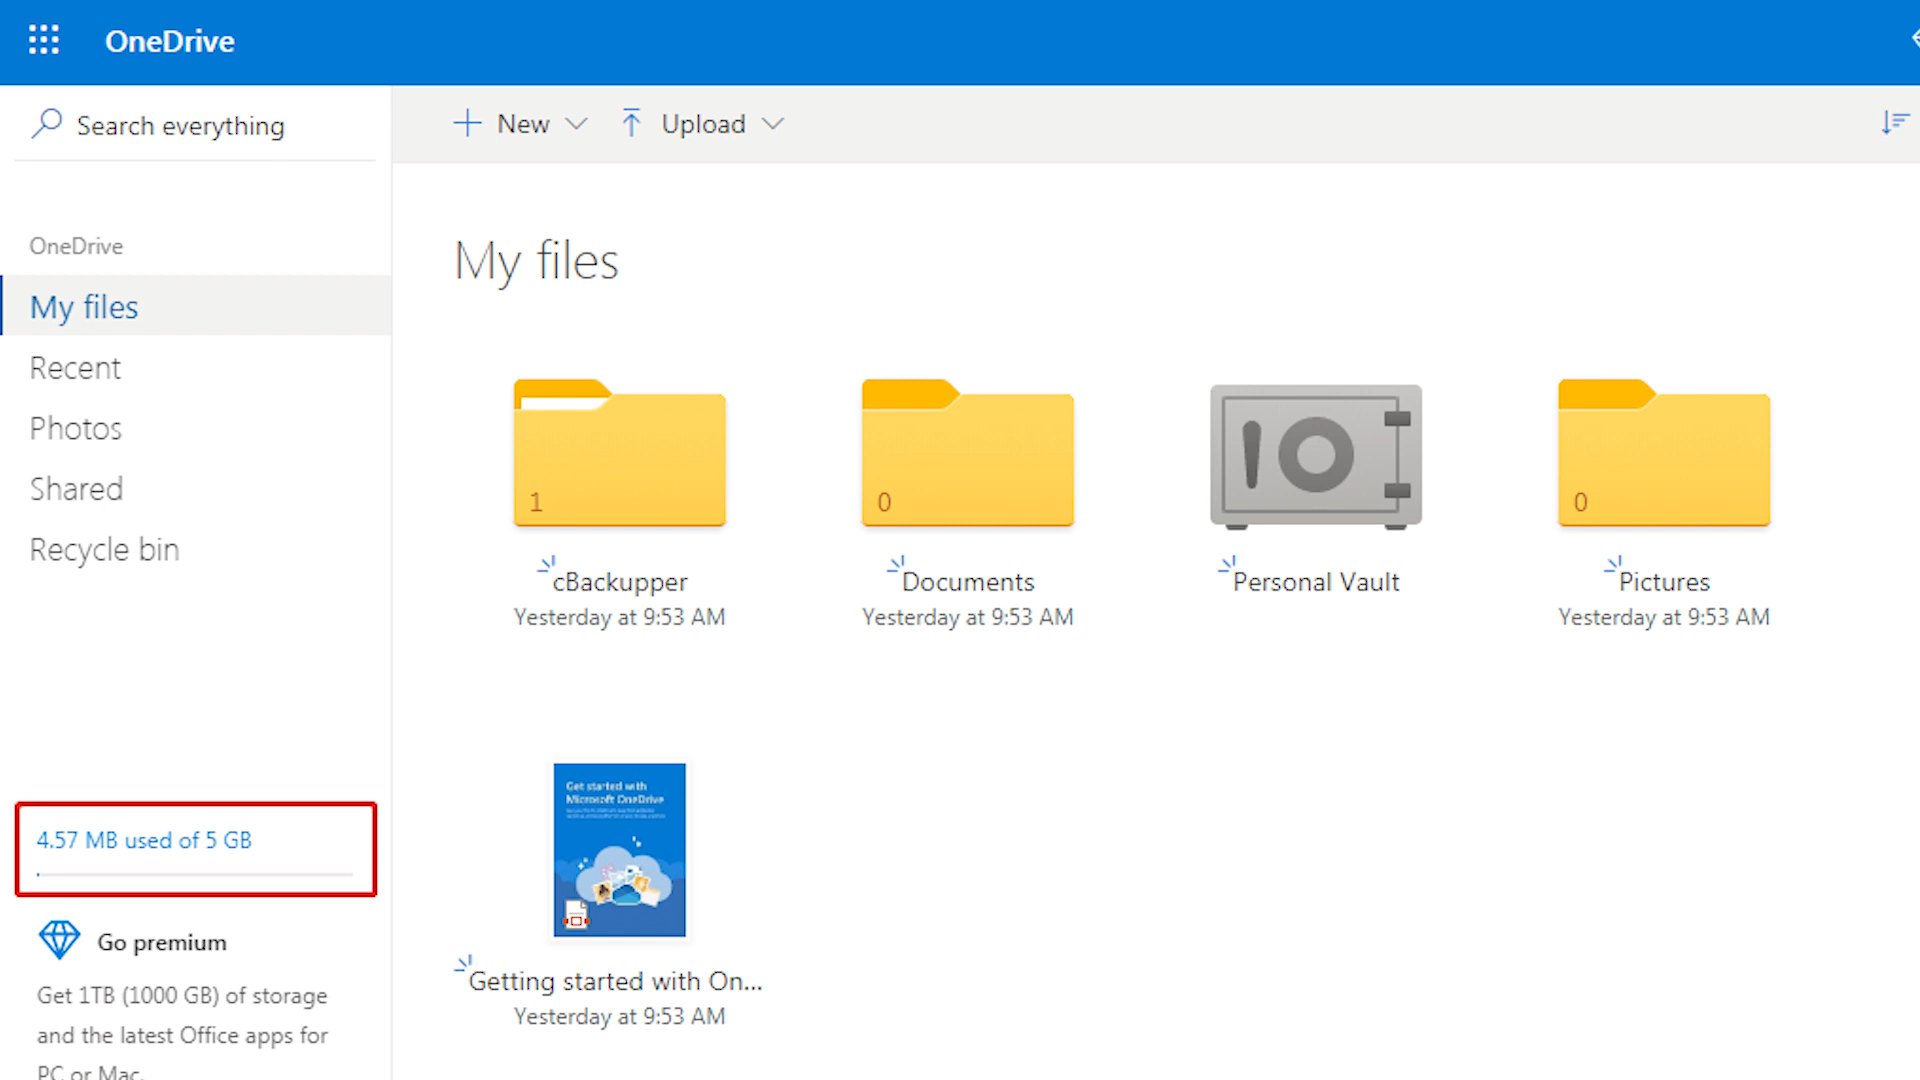 OneDrive
Search everything
New
Upload
OneDrive
My files
Recent
Photos
Shared
Recycle bin
My files
1
cBackupper
Yesterday at 9:53 AM
0
Documents
Yesterday at 9:53 AM
Personal Vault
0
Pictures
Yesterday at 9:53 AM
Get started with
Microsoft OneDrive
Getting started with On...
Yesterday at 9:53 AM
4.57 MB used of 5 GB
Go premium
Get 1TB (1000 GB) of storage
and the latest Office apps for
PC or Mac.